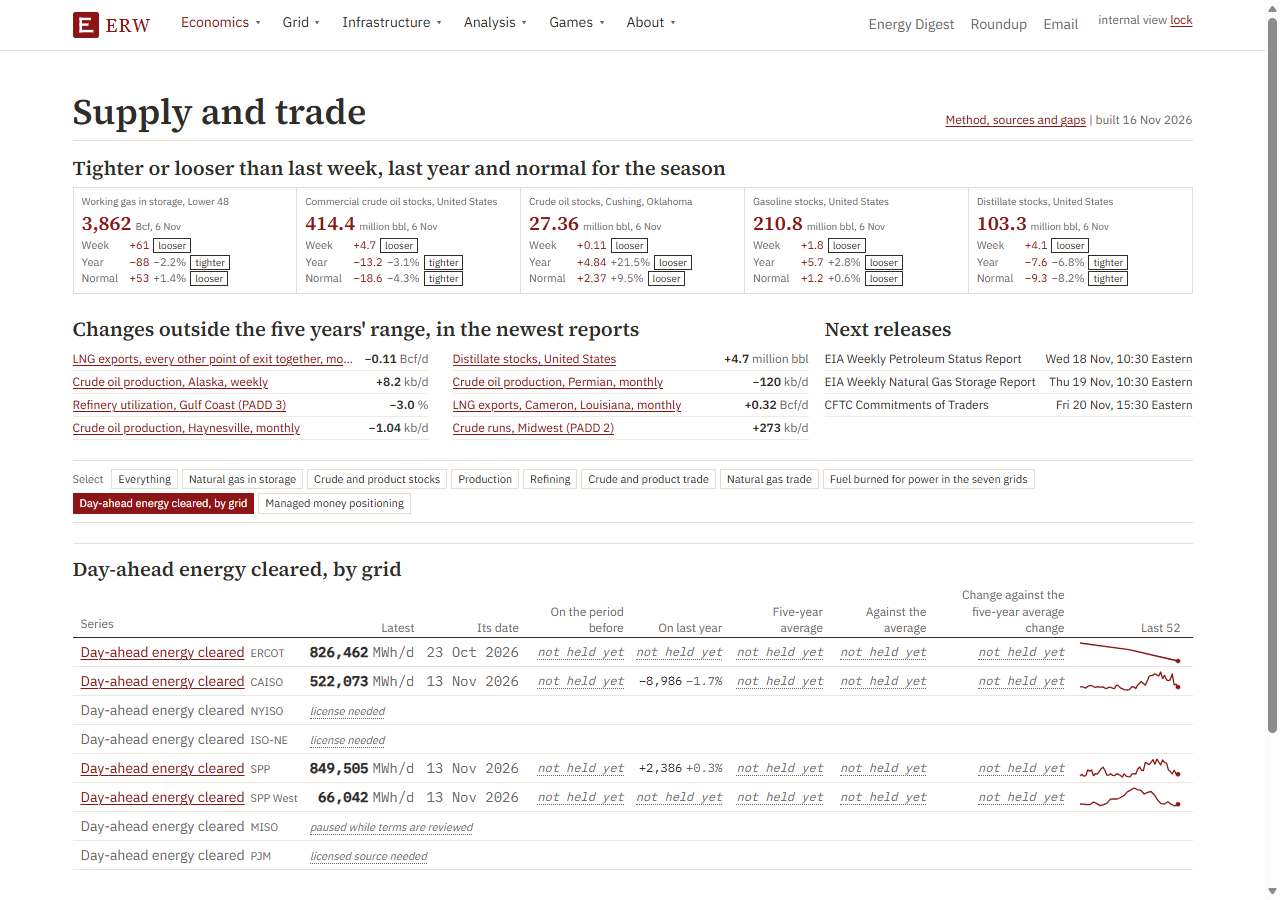 E ERW Economics Grid Infrastructure Analysis Games About Energy Digest Roundup Email internal view lock
Supply and trade
Method, sources and gaps | built 16 Nov 2026
Tighter or looser than last week, last year and normal for the season
Working gas in storage, Lower 48
3,862 Bcf, 6 Nov
Week +61 looser
Year −88 −2.2% tighter
Normal +53 +1.4% looser
Commercial crude oil stocks, United States
414.4 million bbl, 6 Nov
Week +4.7 looser
Year −13.2 −3.1% tighter
Normal −18.6 −4.3% tighter
Crude oil stocks, Cushing, Oklahoma
27.36 million bbl, 6 Nov
Week +0.11 looser
Year +4.84 +21.5% looser
Normal +2.37 +9.5% looser
Gasoline stocks, United States
210.8 million bbl, 6 Nov
Week +1.8 looser
Year +5.7 +2.8% looser
Normal +1.2 +0.6% looser
Distillate stocks, United States
103.3 million bbl, 6 Nov
Week +4.1 looser
Year −7.6 −6.8% tighter
Normal −9.3 −8.2% tighter
Changes outside the five years' range, in the newest reports
LNG exports, every other point of exit together, mo... −0.11 Bcf/d
Crude oil production, Alaska, weekly +8.2 kb/d
Refinery utilization, Gulf Coast (PADD 3) −3.0 %
Crude oil production, Haynesville, monthly −1.04 kb/d
Distillate stocks, United States +4.7 million bbl
Crude oil production, Permian, monthly −120 kb/d
LNG exports, Cameron, Louisiana, monthly +0.32 Bcf/d
Crude runs, Midwest (PADD 2) +273 kb/d
Next releases
EIA Weekly Petroleum Status Report Wed 18 Nov, 10:30 Eastern
EIA Weekly Natural Gas Storage Report Thu 19 Nov, 10:30 Eastern
CFTC Commitments of Traders Fri 20 Nov, 15:30 Eastern
Select Everything Natural gas in storage Crude and product stocks Production Refining Crude and product trade Natural gas trade Fuel burned for power in the seven grids
Day-ahead energy cleared, by grid Managed money positioning
Day-ahead energy cleared, by grid
Series Latest Its date On the period before On last year Five-year average Against the average Change against the five-year average change Last 52
Day-ahead energy cleared ERCOT 826,462 MWh/d 23 Oct 2026 not held yet not held yet not held yet not held yet not held yet
Day-ahead energy cleared CAISO 522,073 MWh/d 13 Nov 2026 not held yet −8,986 −1.7% not held yet not held yet not held yet
Day-ahead energy cleared NYISO license needed
Day-ahead energy cleared ISO-NE license needed
Day-ahead energy cleared SPP 849,505 MWh/d 13 Nov 2026 not held yet +2,386 +0.3% not held yet not held yet not held yet
Day-ahead energy cleared SPP West 66,042 MWh/d 13 Nov 2026 not held yet not held yet not held yet not held yet not held yet
Day-ahead energy cleared MISO paused while terms are reviewed
Day-ahead energy cleared PJM licensed source needed